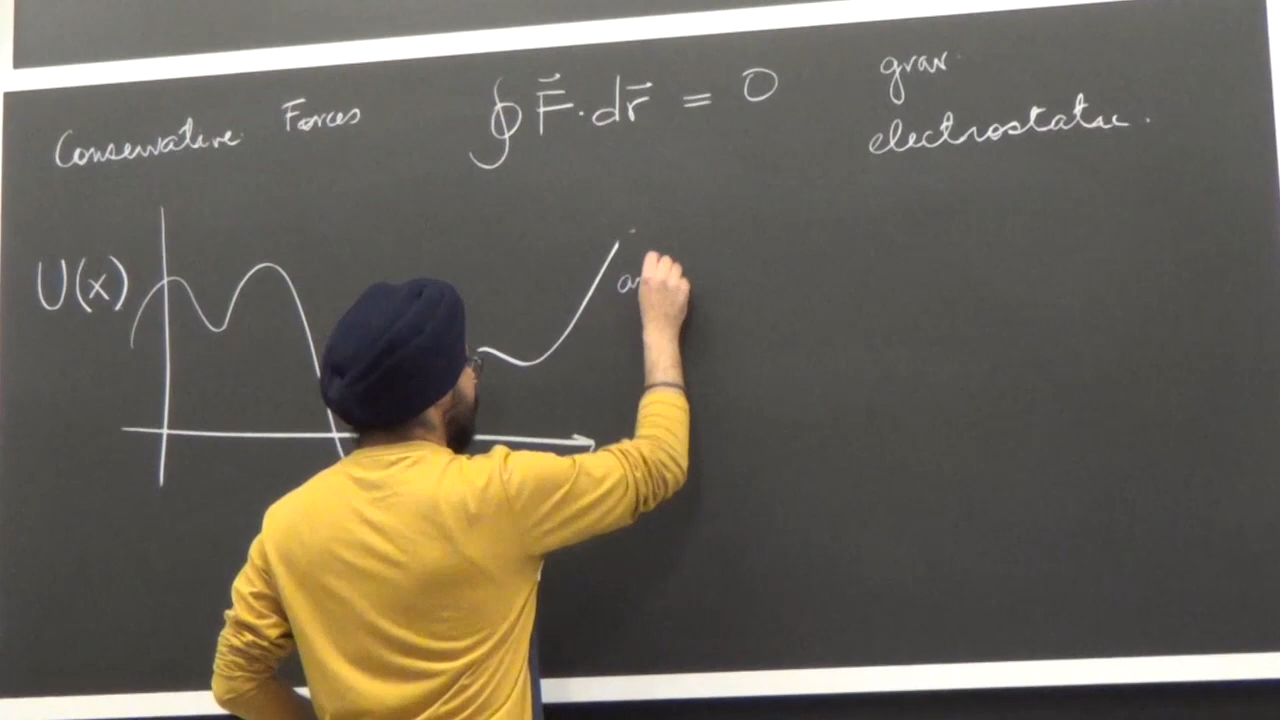 Conservative Forces
∮ F⃗ · dr⃗ = 0
grav.
electrostatic.
U(x)